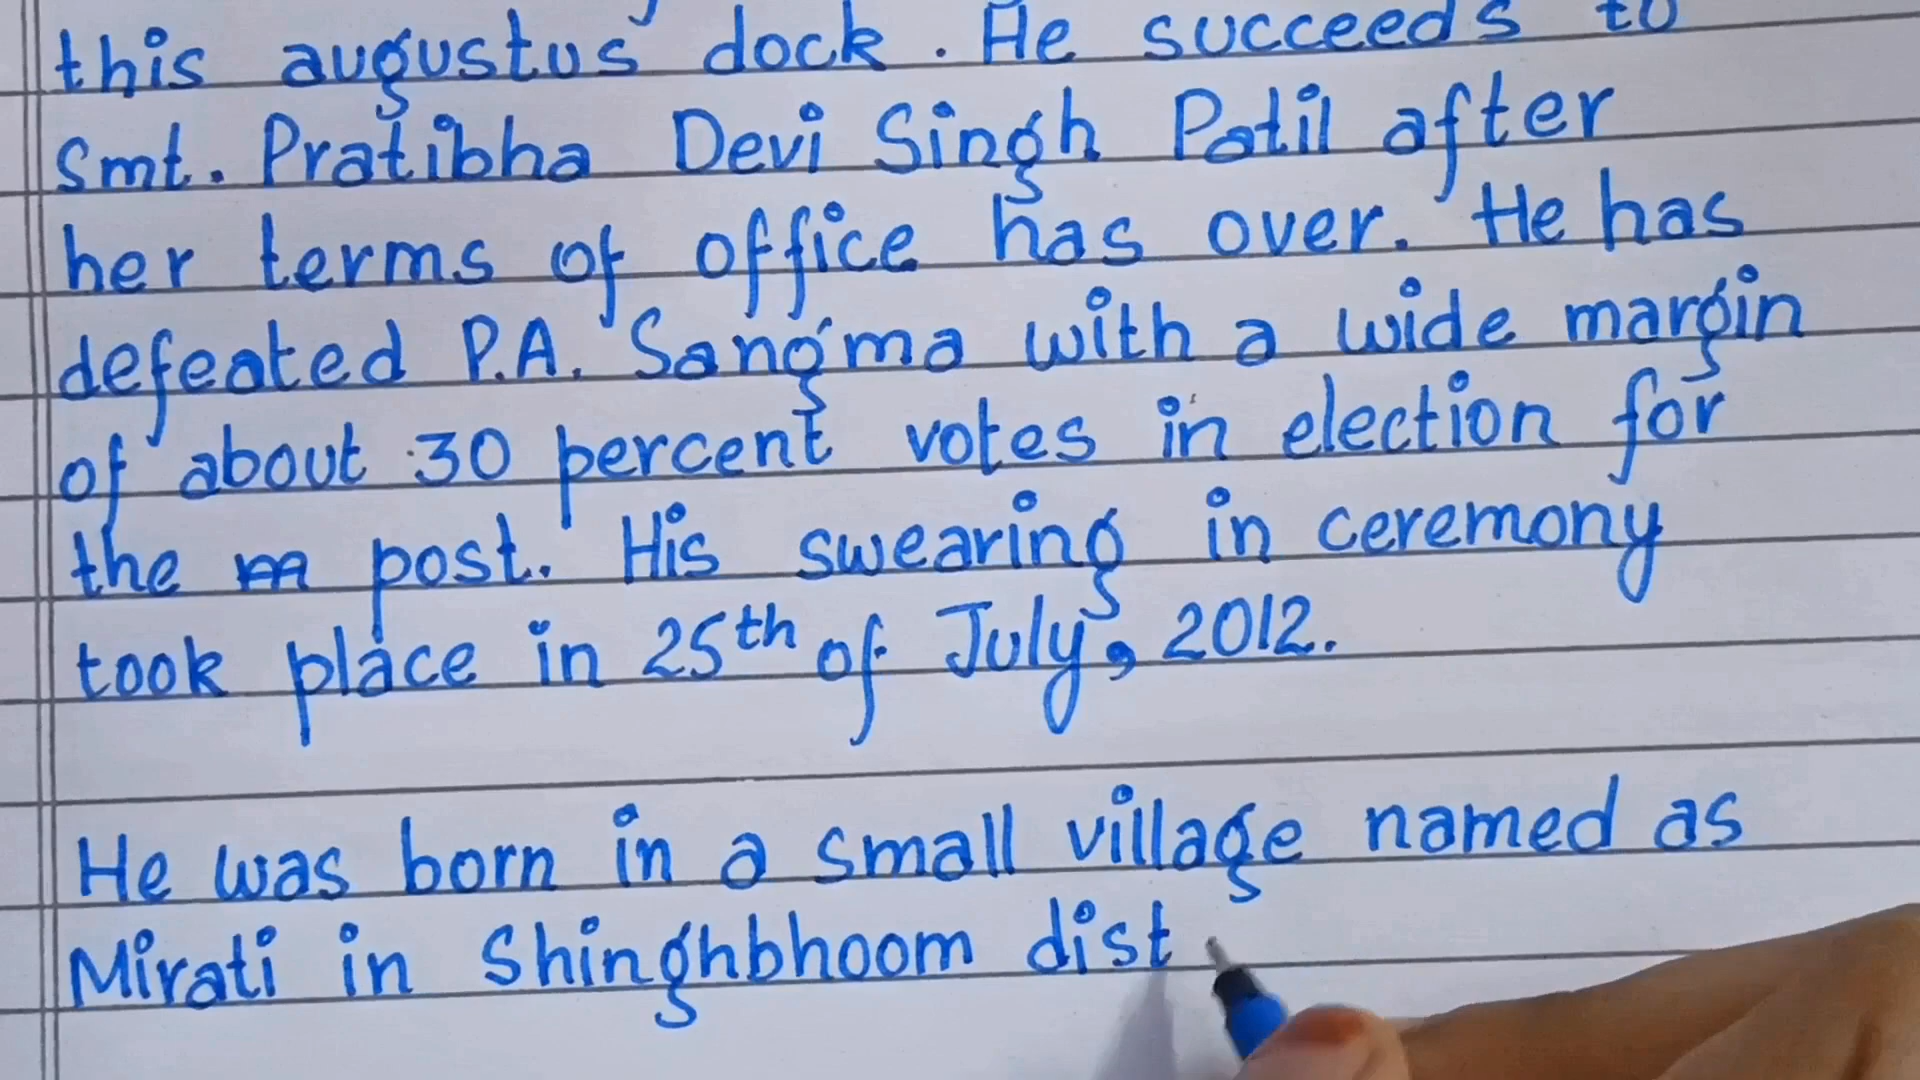 this augustus dock. He succeeds to
Smt. Pratibha Devi Singh Patil after
her terms of office has over. He has
defeated P.A. Sangma with a wide margin
of about 30 percent votes in election for
the post. His swearing in ceremony
took place in 25th of July, 2012.
He was born in a small village named as
Mirati in Shinghbhoom dist